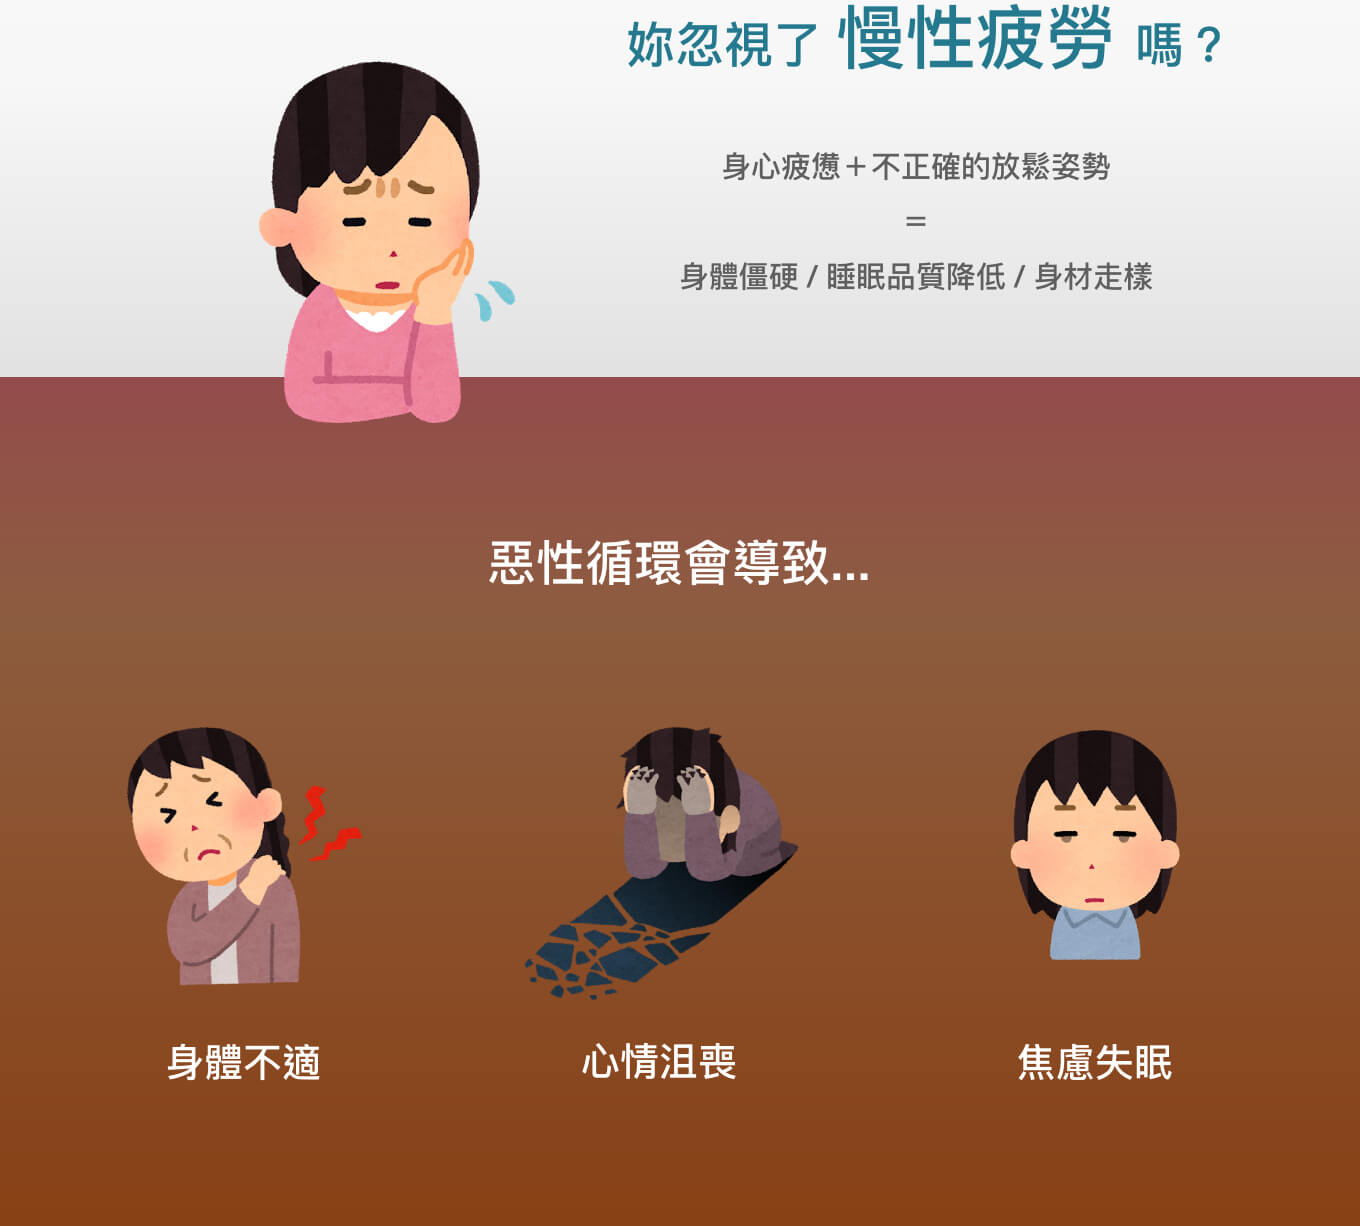 妳忽視了 慢性疲勞 嗎？
身心疲憊＋不正確的放鬆姿勢
＝
身體僵硬 / 睡眠品質降低 / 身材走樣
惡性循環會導致...
身體不適
心情沮喪
焦慮失眠